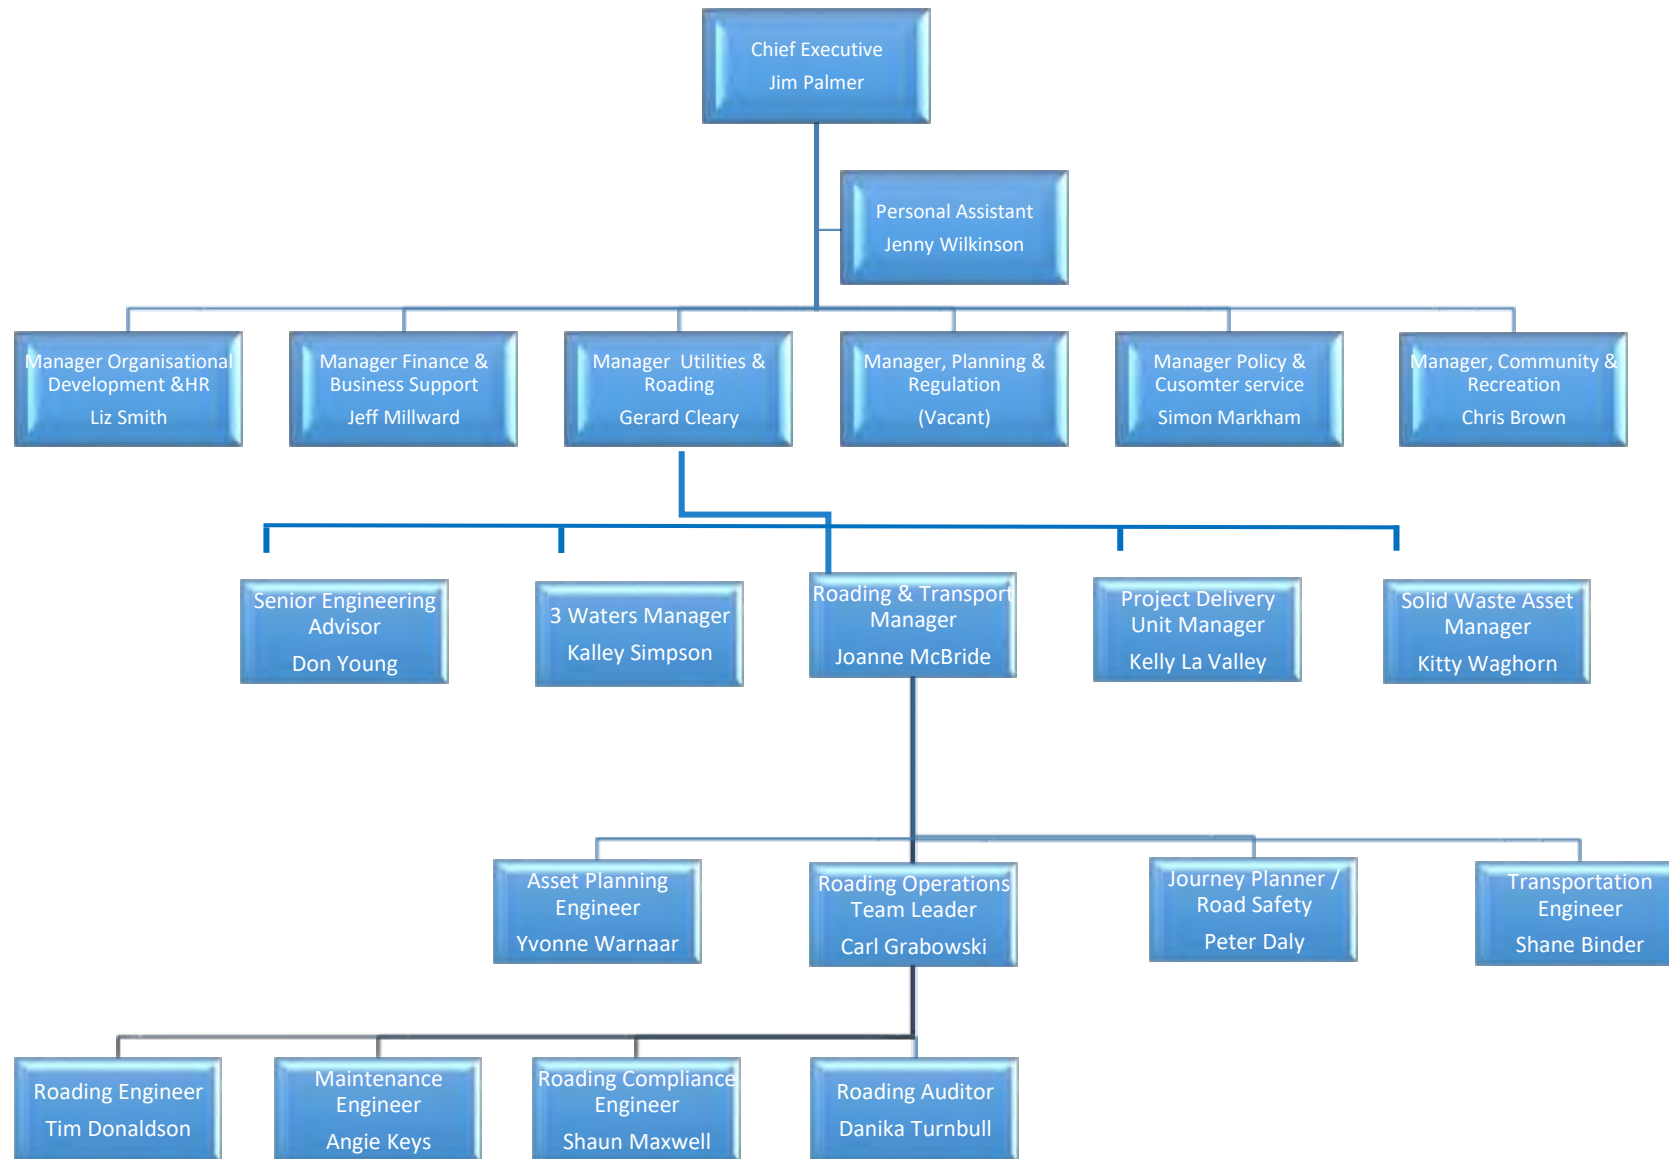 Chief Executive
Jim Palmer
Personal Assistant
Jenny Wilkinson
Manager Organisational
Development &HR
Liz Smith
Manager Finance &
Business Support
Jeff Millward
Manager  Utilities &
Roading
Gerard Cleary
Manager, Planning &
Regulation
(Vacant)
Manager Policy &
Cusomter service
Simon Markham
Manager, Community &
Recreation
Chris Brown
Senior Engineering
Advisor
Don Young
3 Waters Manager
Kalley Simpson
Roading & Transport
Manager
Joanne McBride
Project Delivery
Unit Manager
Kelly La Valley
Solid Waste Asset
Manager
Kitty Waghorn
Asset Planning
Engineer
Yvonne Warnaar
Roading Operations
Team Leader
Carl Grabowski
Journey Planner /
Road Safety
Peter Daly
Transportation
Engineer
Shane Binder
Roading Engineer
Tim Donaldson
Maintenance
Engineer
Angie Keys
Roading Compliance
Engineer
Shaun Maxwell
Roading Auditor
Danika Turnbull